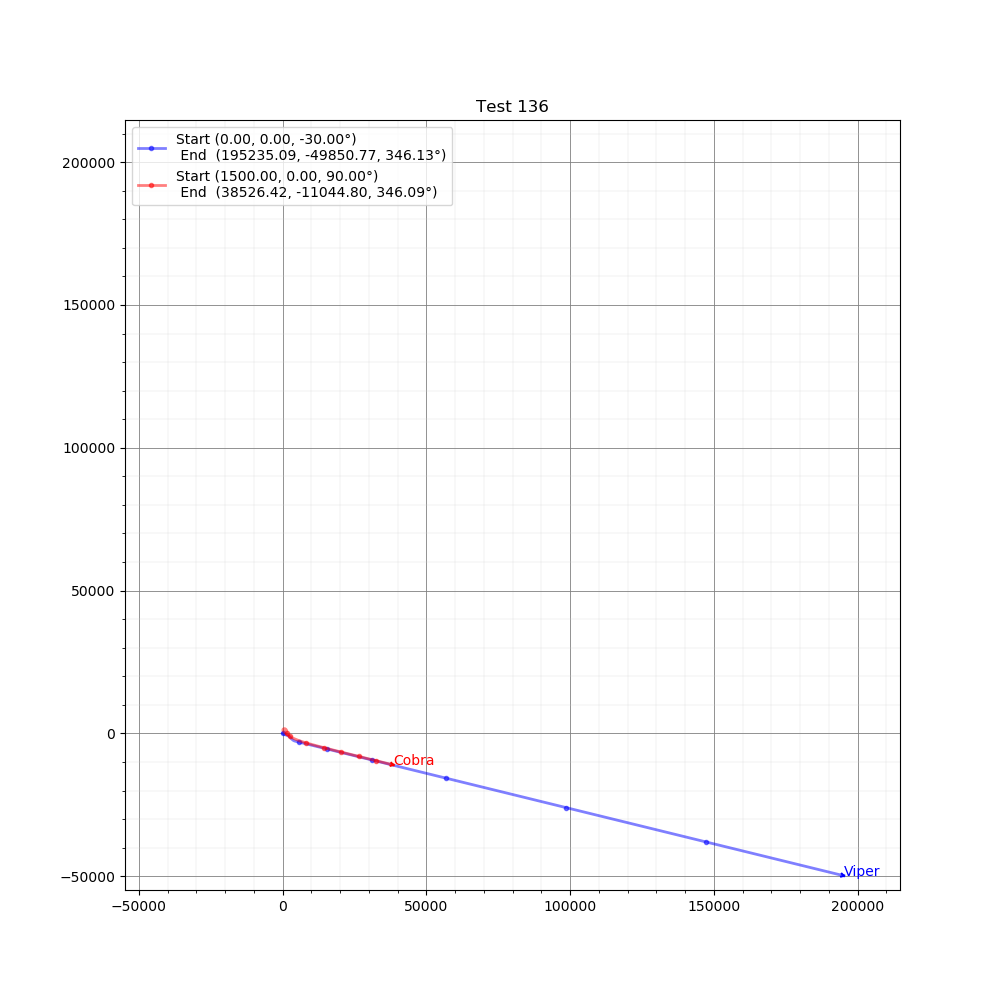 Test 136
Start (0.00, 0.00, -30.00°)
End (195235.09, -49850.77, 346.13°)
Start (1500.00, 0.00, 90.00°)
End (38526.42, -11044.80, 346.09°)
200000
150000
100000
50000
0
−50000
Cobra
Viper
−50000 0 50000 100000 150000 200000